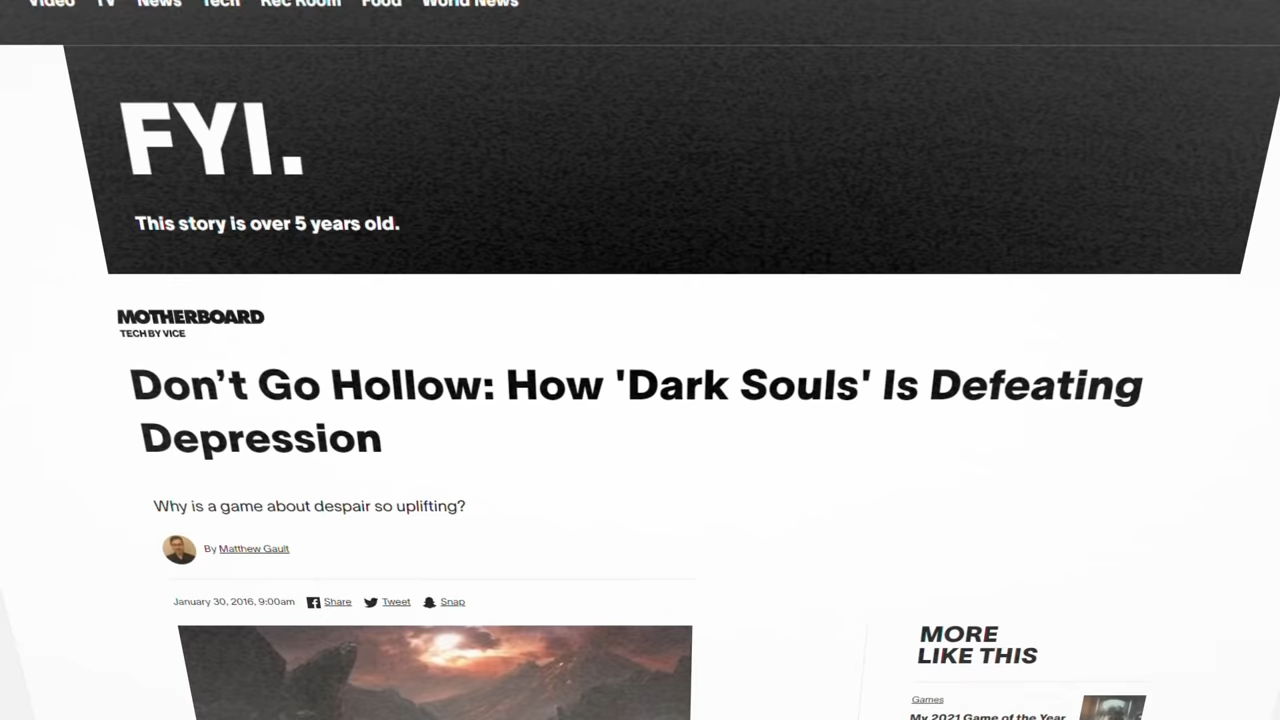 Video TV News Tech Rec Room Food World News
FYI.
This story is over 5 years old.
MOTHERBOARD
TECH BY VICE
Don’t Go Hollow: How 'Dark Souls' Is Defeating
Depression
Why is a game about despair so uplifting?
By Matthew Gault
January 30, 2016, 9:00am Share Tweet Snap
MORE
LIKE THIS
Games
My 2021 Game of the Year